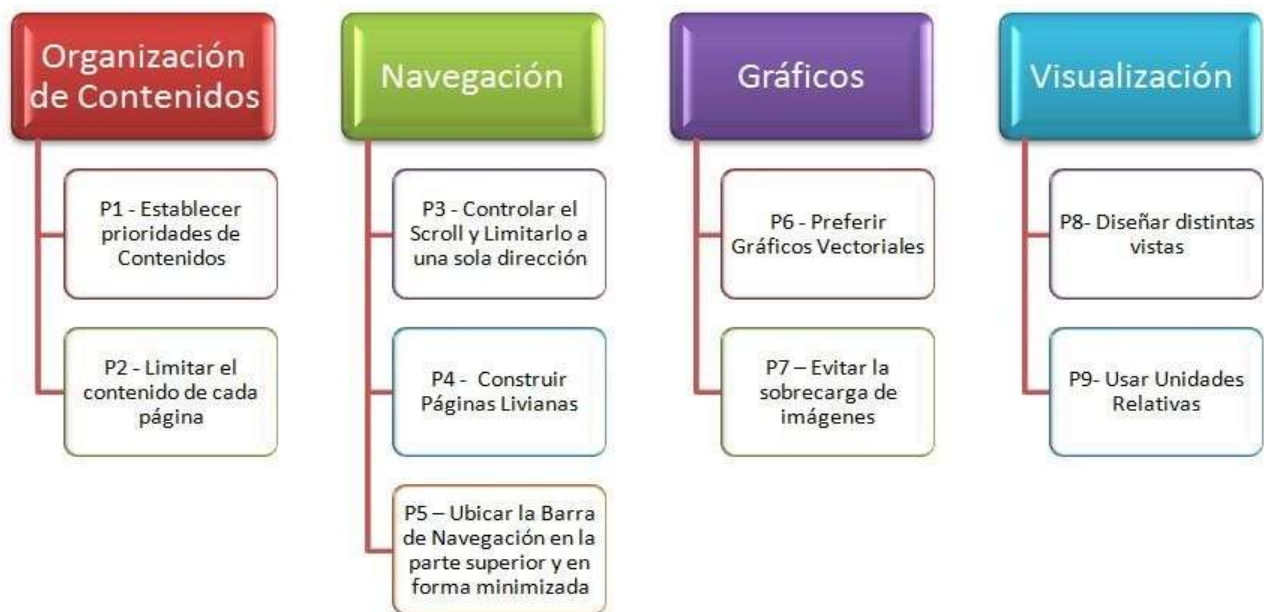 Organización
de Contenidos
P1 - Establecer
prioridades de
Contenidos
P2 - Limitar el
contenido de cada
página
Navegación
P3 - Controlar el
Scroll y Limitarlo a
una sola dirección
P4 - Construir
Páginas Livianas
P5 – Ubicar la Barra
de Navegación en la
parte superior y en
forma minimizada
Gráficos
P6 - Preferir
Gráficos Vectoriales
P7 – Evitar la
sobrecarga de
imágenes
Visualización
P8- Diseñar distintas
vistas
P9- Usar Unidades
Relativas